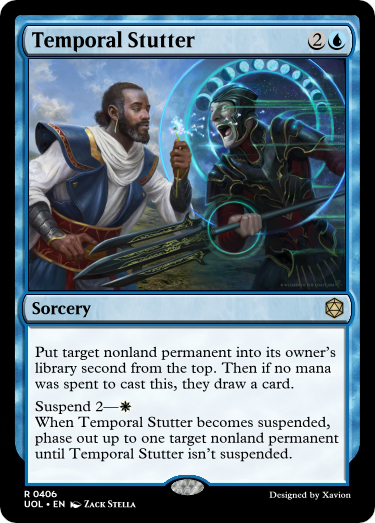 Temporal Stutter 2
Sorcery
Put target nonland permanent into its owner's
library second from the top. Then if no mana
was spent to cast this, they draw a card.
Suspend 2—
When Temporal Stutter becomes suspended,
phase out up to one target nonland permanent
until Temporal Stutter isn't suspended.
R 0406
UOL • EN Zack Stella
Designed by Xavion